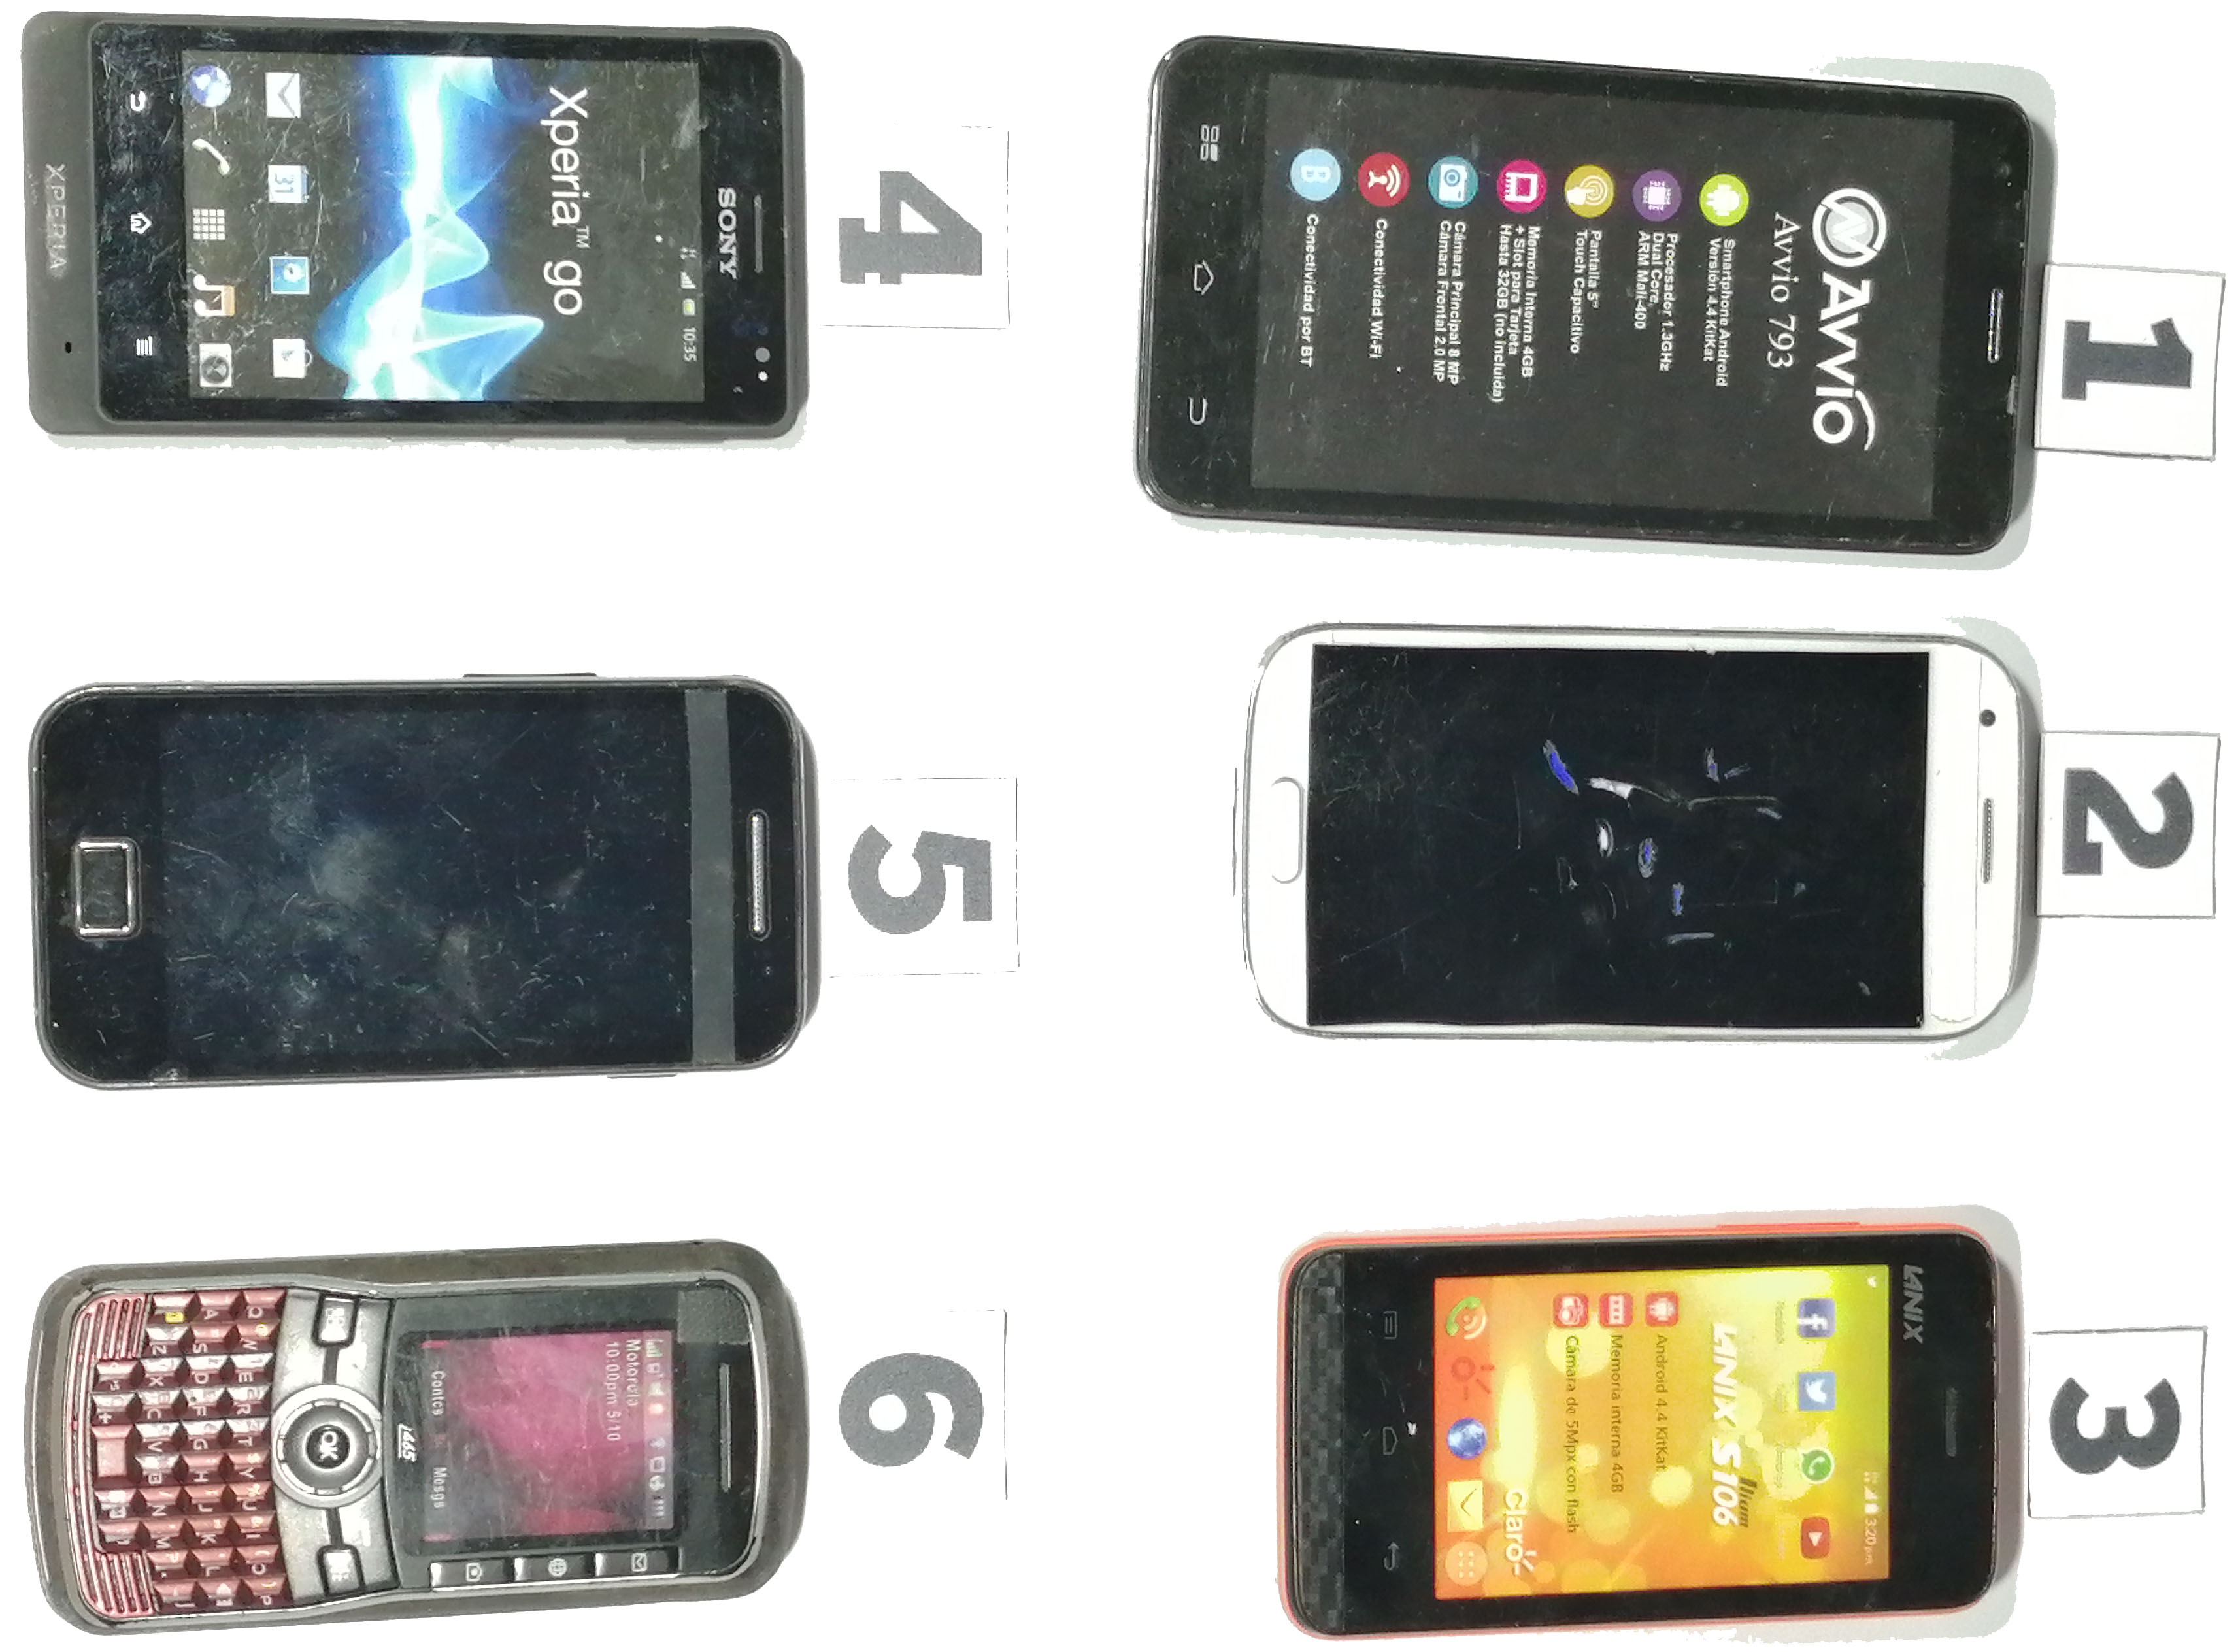 1
AVVIO
Avvio 793
Smartphone Android
Versión 4.4 KitKat
Procesador 1.3GHz
Dual Core,
ARM Mali-400
Pantalla 5"
Touch Capacitivo
Memoria Interna 4GB
+ Slot para Tarjeta
Hasta 32GB (no incluida)
Cámara Principal 8 MP
Cámara Frontal 2.0 MP
Conectividad Wi-Fi
Conectividad por BT
2
3
LANIX
3:20 p.m.
LANIX Ilium
S106
Android 4.4 KitKat
Memoria interna 4GB
Cámara de 5Mpx con flash
Claro
4
SONY
10:35
Xperia™ go
31
XPERIA
5
6
Motorola
10:00pm 5/10
Contcs
Mesgs
i465
OK
Q W E R T Y U I O P
A S D F G H J K L
Z X C V B N M